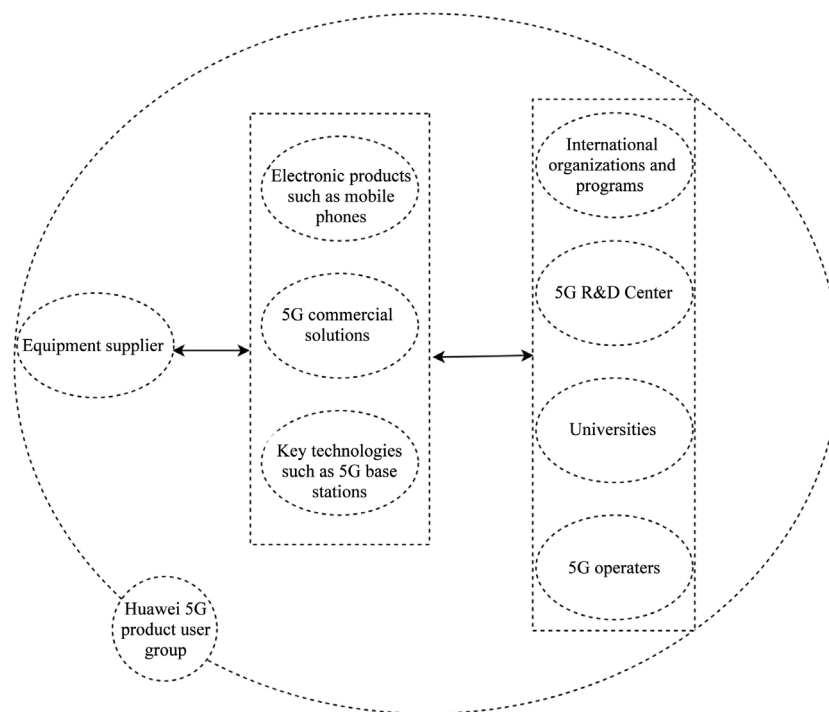 Electronic products
such as mobile
phones
5G commercial
solutions
Key technologies
such as 5G base
stations
International
organizations and
programs
5G R&D Center
Universities
5G operaters
Equipment supplier
Huawei 5G
product user
group